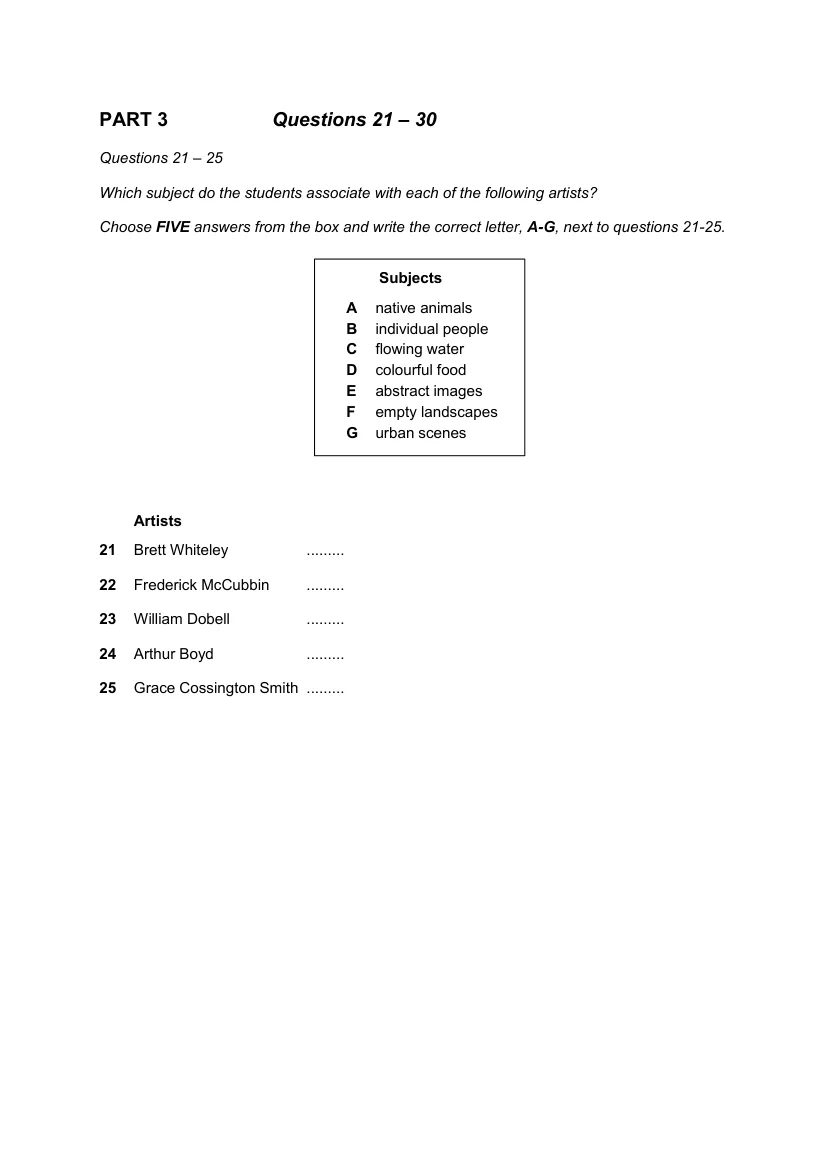 PART 3 Questions 21 – 30
Questions 21 – 25
Which subject do the students associate with each of the following artists?
Choose FIVE answers from the box and write the correct letter, A-G, next to questions 21-25.
Subjects
A native animals
B individual people
C flowing water
D colourful food
E abstract images
F empty landscapes
G urban scenes
Artists
21 Brett Whiteley .........
22 Frederick McCubbin .........
23 William Dobell .........
24 Arthur Boyd .........
25 Grace Cossington Smith .........